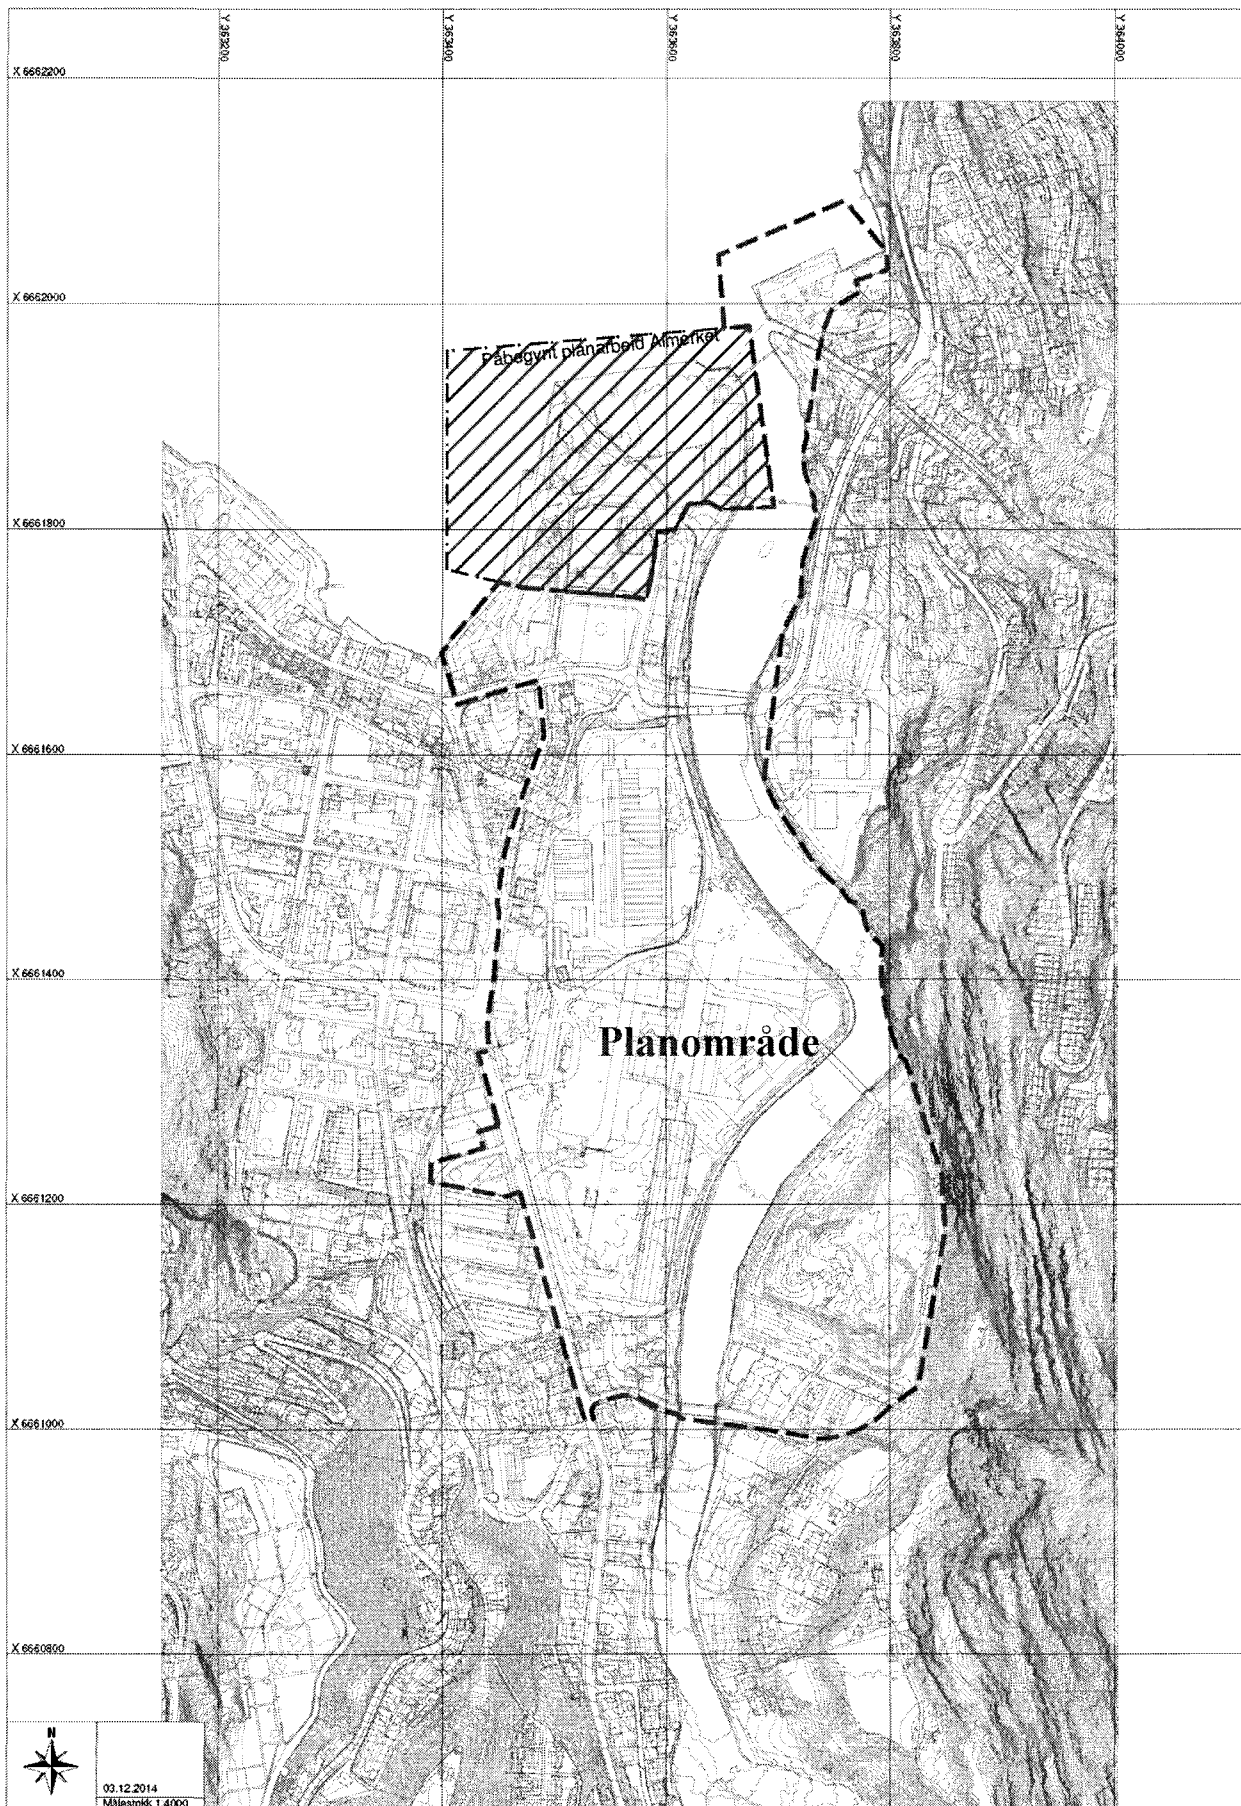 Y 363200
Y 363400
Y 363600
Y 363800
Y 364000
X 6662200
X 6662000
Påbegynt planarbeid Almerket
X 6661800
X 6661600
X 6661400
Planområde
X 6661200
X 6661000
X 6660800
N
03.12.2014
Målestokk 1:4000